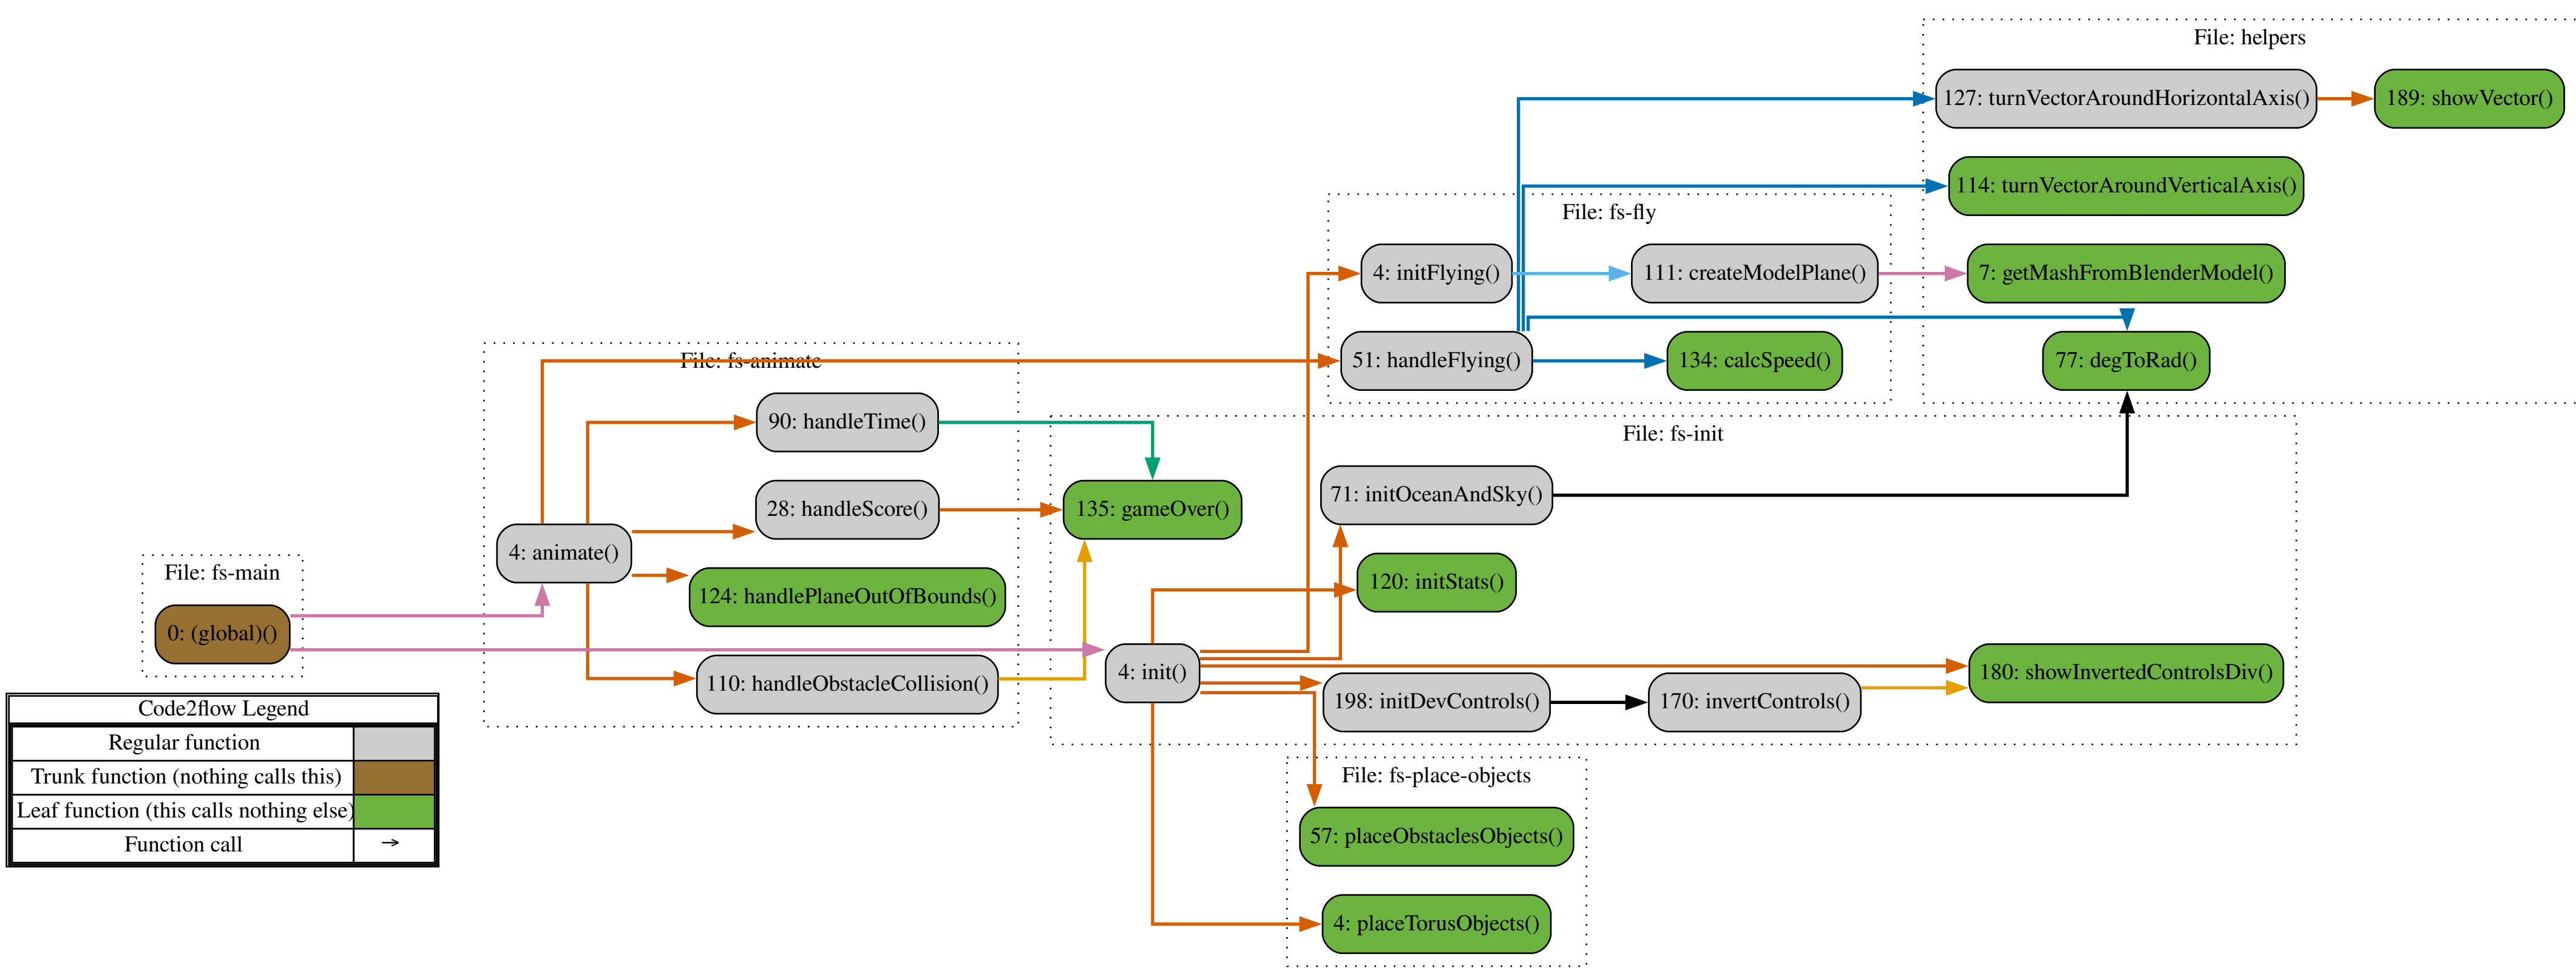 File: helpers
127: turnVectorAroundHorizontalAxis()
189: showVector()
114: turnVectorAroundVerticalAxis()
7: getMashFromBlenderModel()
77: degToRad()
File: fs-fly
4: initFlying()
111: createModelPlane()
51: handleFlying()
134: calcSpeed()
File: fs-animate
90: handleTime()
28: handleScore()
4: animate()
124: handlePlaneOutOfBounds()
110: handleObstacleCollision()
File: fs-init
135: gameOver()
71: initOceanAndSky()
120: initStats()
4: init()
180: showInvertedControlsDiv()
198: initDevControls()
170: invertControls()
File: fs-main
0: (global)()
File: fs-place-objects
57: placeObstaclesObjects()
4: placeTorusObjects()
Code2flow Legend
Regular function
Trunk function (nothing calls this)
Leaf function (this calls nothing else)
Function call →